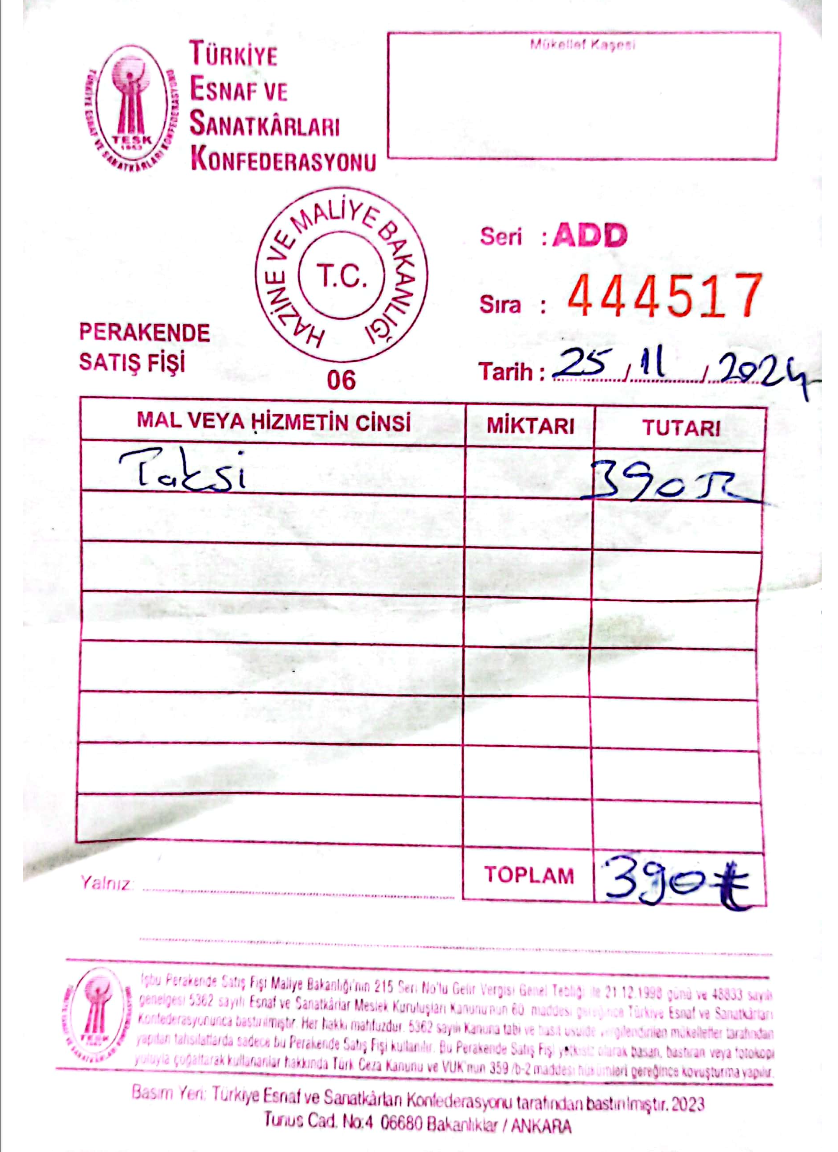 TÜRKİYE
ESNAF VE
SANATKÂRLARI
KONFEDERASYONU
TESK
TÜRKİYE ESNAF VE SANATKÂRLARI KONFEDERASYONU
Mükellef Kaşesi
HAZİNE VE MALİYE BAKANLIĞI
T.C.
06
Seri : ADD
Sıra : 444517
PERAKENDE
SATIŞ FİŞİ
Tarih : 25 / 11 / 2024
MAL VEYA HİZMETİN CİNSİ MİKTARI TUTARI
Taksi 390 TL
Yalnız: TOPLAM 390 ₺
İşbu Perakende Satış Fişi Maliye Bakanlığı'nın 215 Seri No'lu Gelir Vergisi Genel Tebliği ile 21.12.1998 günü ve 48833 sayılı
genelgesi 5362 sayılı Esnaf ve Sanatkârlar Meslek Kuruluşları Kanunu'nun 60. maddesi gereğince Türkiye Esnaf ve Sanatkârları
Konfederasyonunca bastırılmıştır. Her hakkı mahfuzdur. 5362 sayılı Kanuna tabi ve basit usulde vergilendirilen mükellefler tarafından
yapılan tahsilatlarda sadece bu Perakende Satış Fişi kullanılır. Bu Perakende Satış Fişi yetkisiz olarak basan, bastıran veya fotokopi
yoluyla çoğaltarak kullananlar hakkında Türk Ceza Kanunu ve VUK'nun 359/b-2 maddesi hükümleri gereğince kovuşturma yapılır.
TESK
Basım Yeri: Türkiye Esnaf ve Sanatkârları Konfederasyonu tarafından bastırılmıştır. 2023
Tunus Cad. No:4 06680 Bakanlıklar / ANKARA